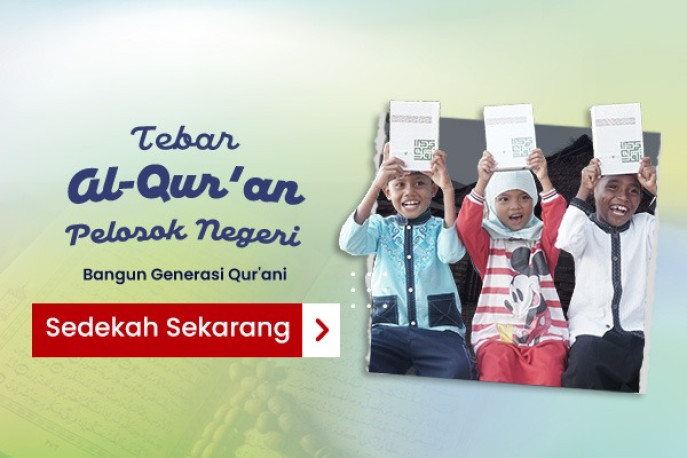 Tebar
Al-Qur'an
Pelosok Negeri
Bangun Generasi Qur'ani
Sedekah Sekarang